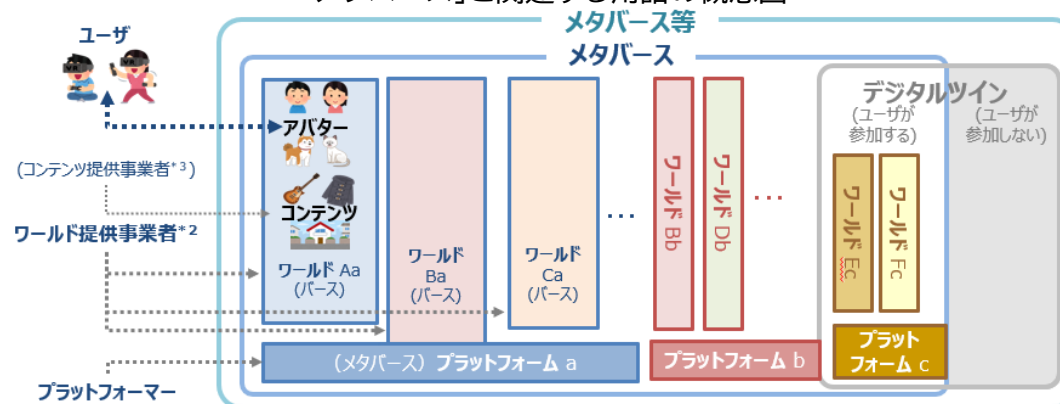 メタバース等
メタバース
ユーザ
アバター
コンテンツ
(コンテンツ提供事業者*3)
ワールド提供事業者*2
プラットフォーマー
ワールド Aa
(バース)
ワールド
Ba
(バース)
ワールド
Ca
(バース)
...
ワールド Bb
ワールド Db
...
デジタルツイン
(ユーザが
参加する)
(ユーザが
参加しない)
ワールド Ec
ワールド Fc
(メタバース) プラットフォーム a
プラットフォーム b
プラット
フォーム c